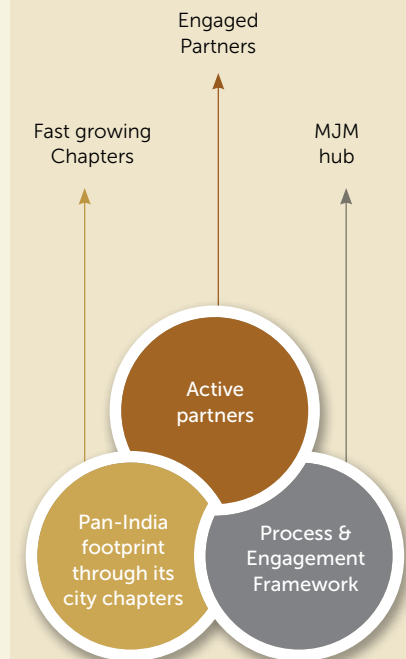 Engaged
Partners
Fast growing
Chapters
MJM
hub
Active
partners
Pan-India
footprint
through its
city chapters
Process &
Engagement
Framework